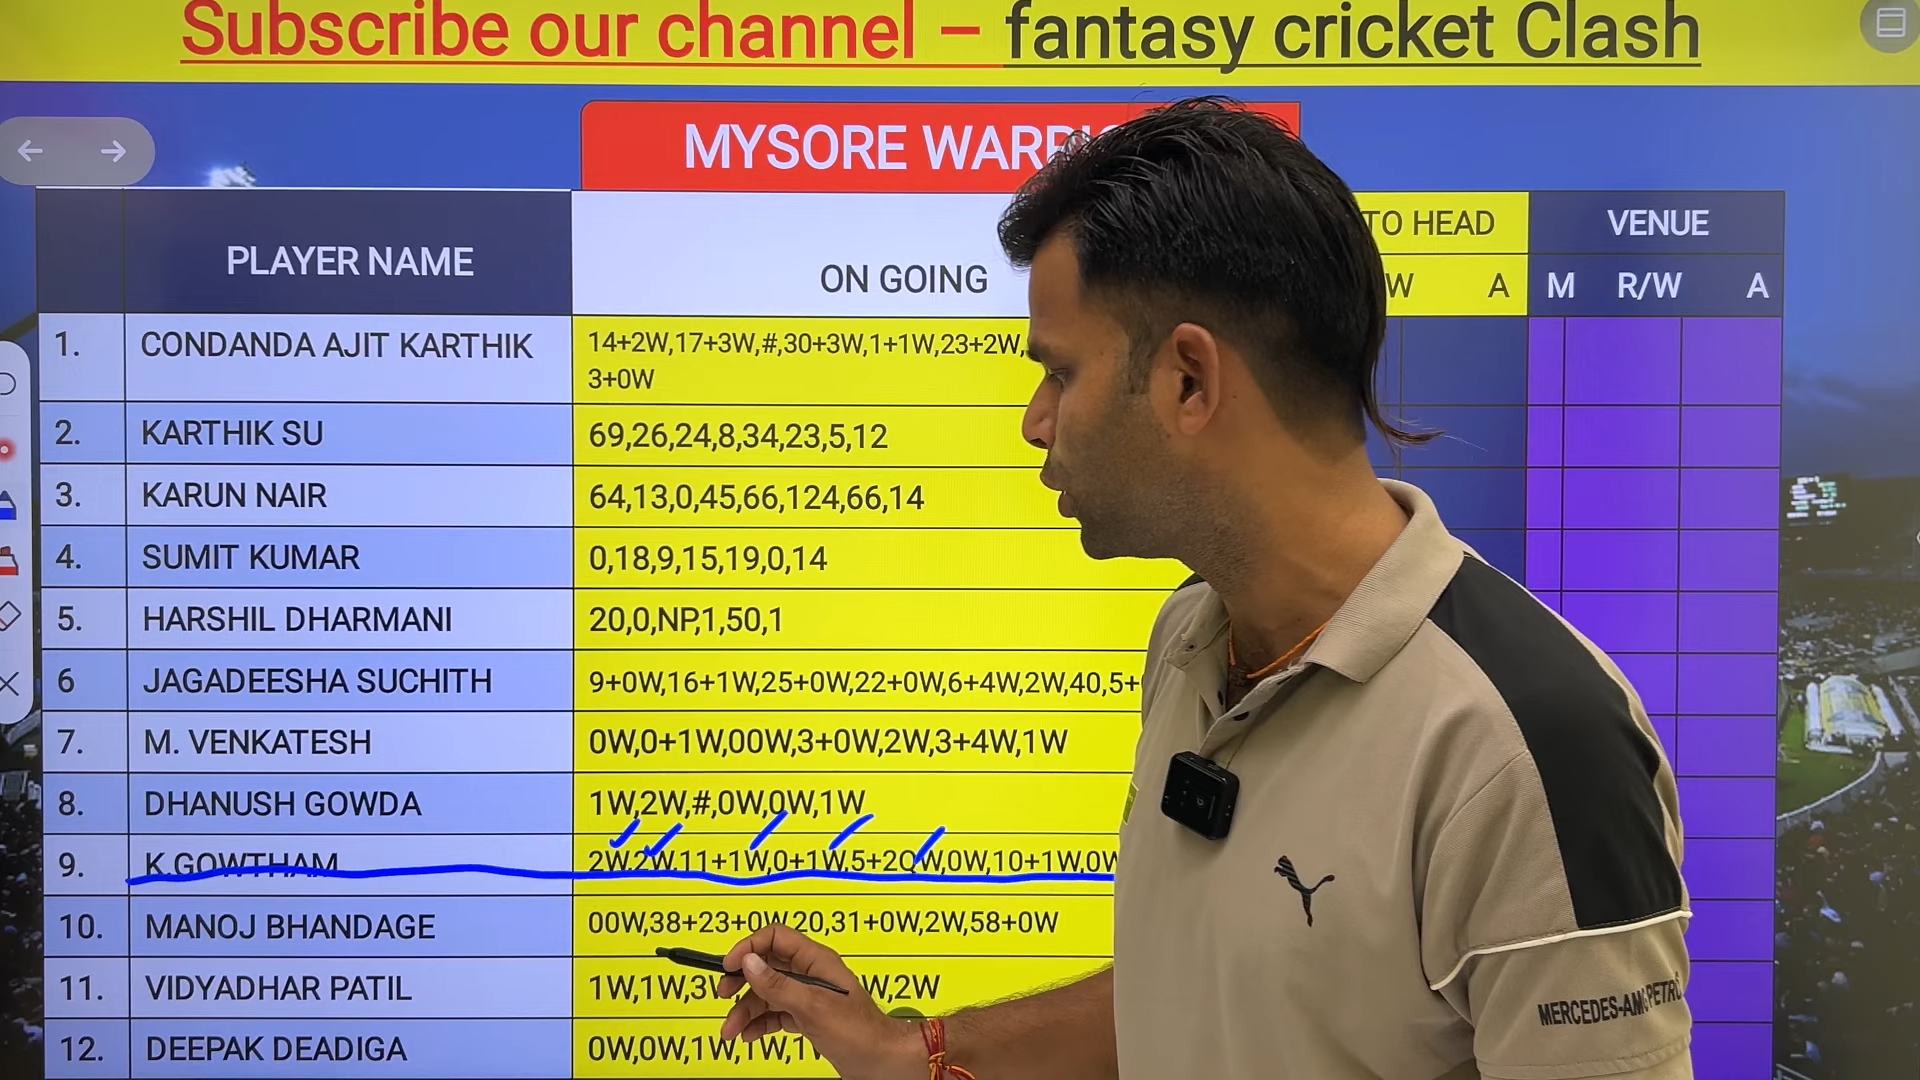 Subscribe our channel – fantasy cricket Clash
MYSORE
PLAYER NAME
ON GOING
TO HEAD
VENUE
W A
M R/W A
1. CONDANDA AJIT KARTHIK 14+2W,17+3W,#,30+3W,1+1W,23+2W,
3+0W
2. KARTHIK SU 69,26,24,8,34,23,5,12
3. KARUN NAIR 64,13,0,45,66,124,66,14
4. SUMIT KUMAR 0,18,9,15,19,0,14
5. HARSHIL DHARMANI 20,0,NP,1,50,1
6 JAGADEESHA SUCHITH 9+0W,16+1W,25+0W,22+0W,6+4W,2W,40,5+
7. M. VENKATESH 0W,0+1W,00W,3+0W,2W,3+4W,1W
8. DHANUSH GOWDA 1W,2W,#,0W,0W,1W
9. K.GOWTHAM 2W,2W,11+1W,0+1W,5+2QW,0W,10+1W,0W
10. MANOJ BHANDAGE 00W,38+23+0W,20,31+0W,2W,58+0W
11. VIDYADHAR PATIL 1W,1W,3W W,2W
12. DEEPAK DEADIGA 0W,0W,1W,1W,1
MERCEDES-AMG PETRO